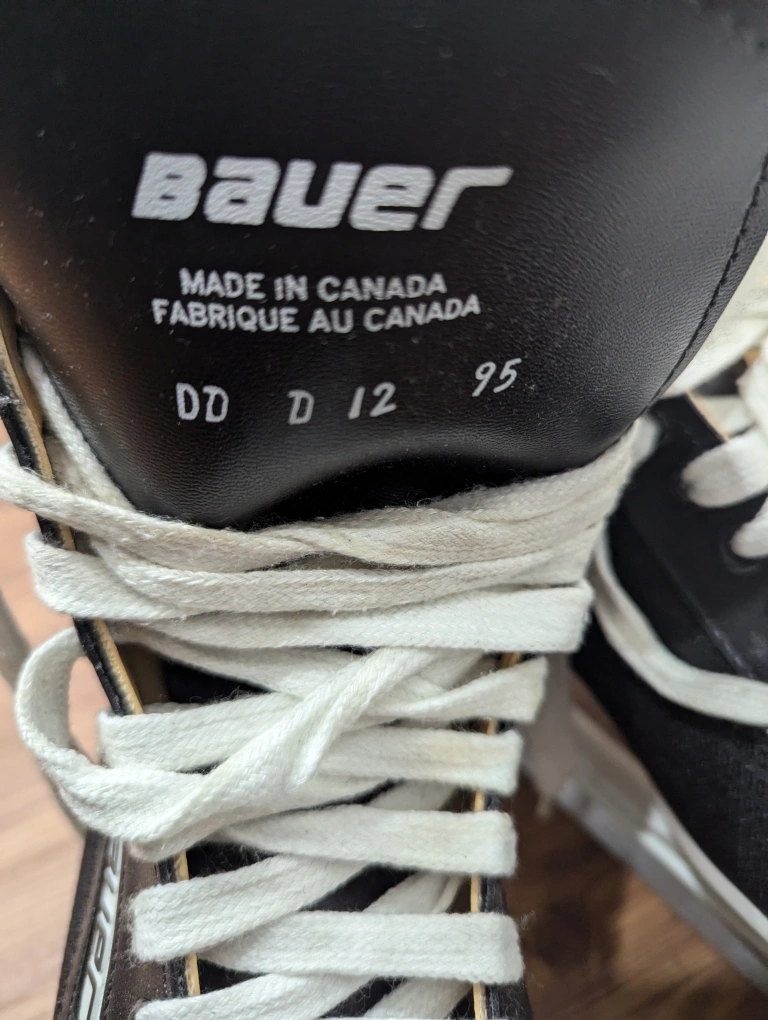 BAUER
MADE IN CANADA
FABRIQUE AU CANADA
DD D 12 95